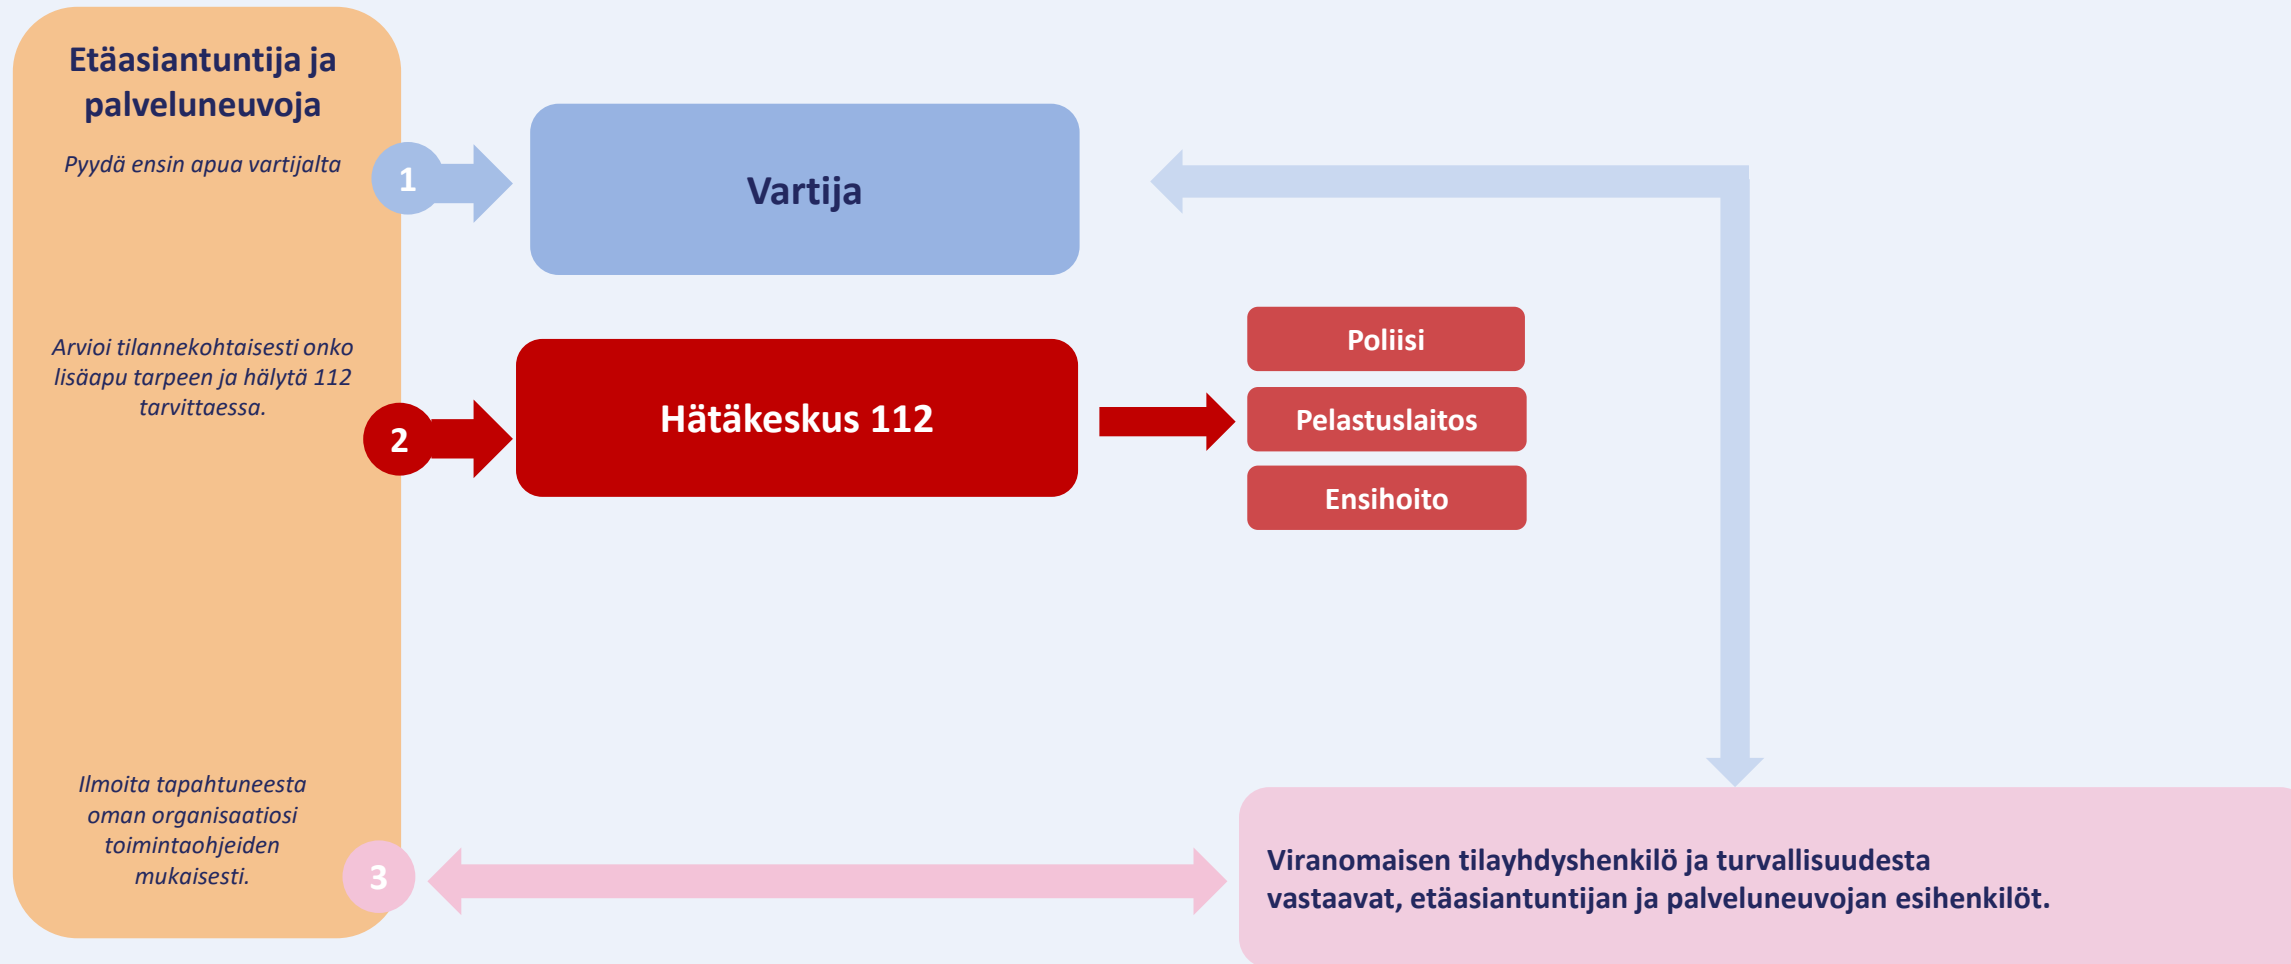 Etäasiantuntija ja
palveluneuvoja
Pyydä ensin apua vartijalta
1
Vartija
Arvioi tilannekohtaisesti onko
lisäapu tarpeen ja hälytä 112
tarvittaessa.
2
Hätäkeskus 112
Poliisi
Pelastuslaitos
Ensihoito
Ilmoita tapahtuneesta
oman organisaatiosi
toimintaohjeiden
mukaisesti.
3
Viranomaisen tilayhdyshenkilö ja turvallisuudesta
vastaavat, etäasiantuntijan ja palveluneuvojan esihenkilöt.